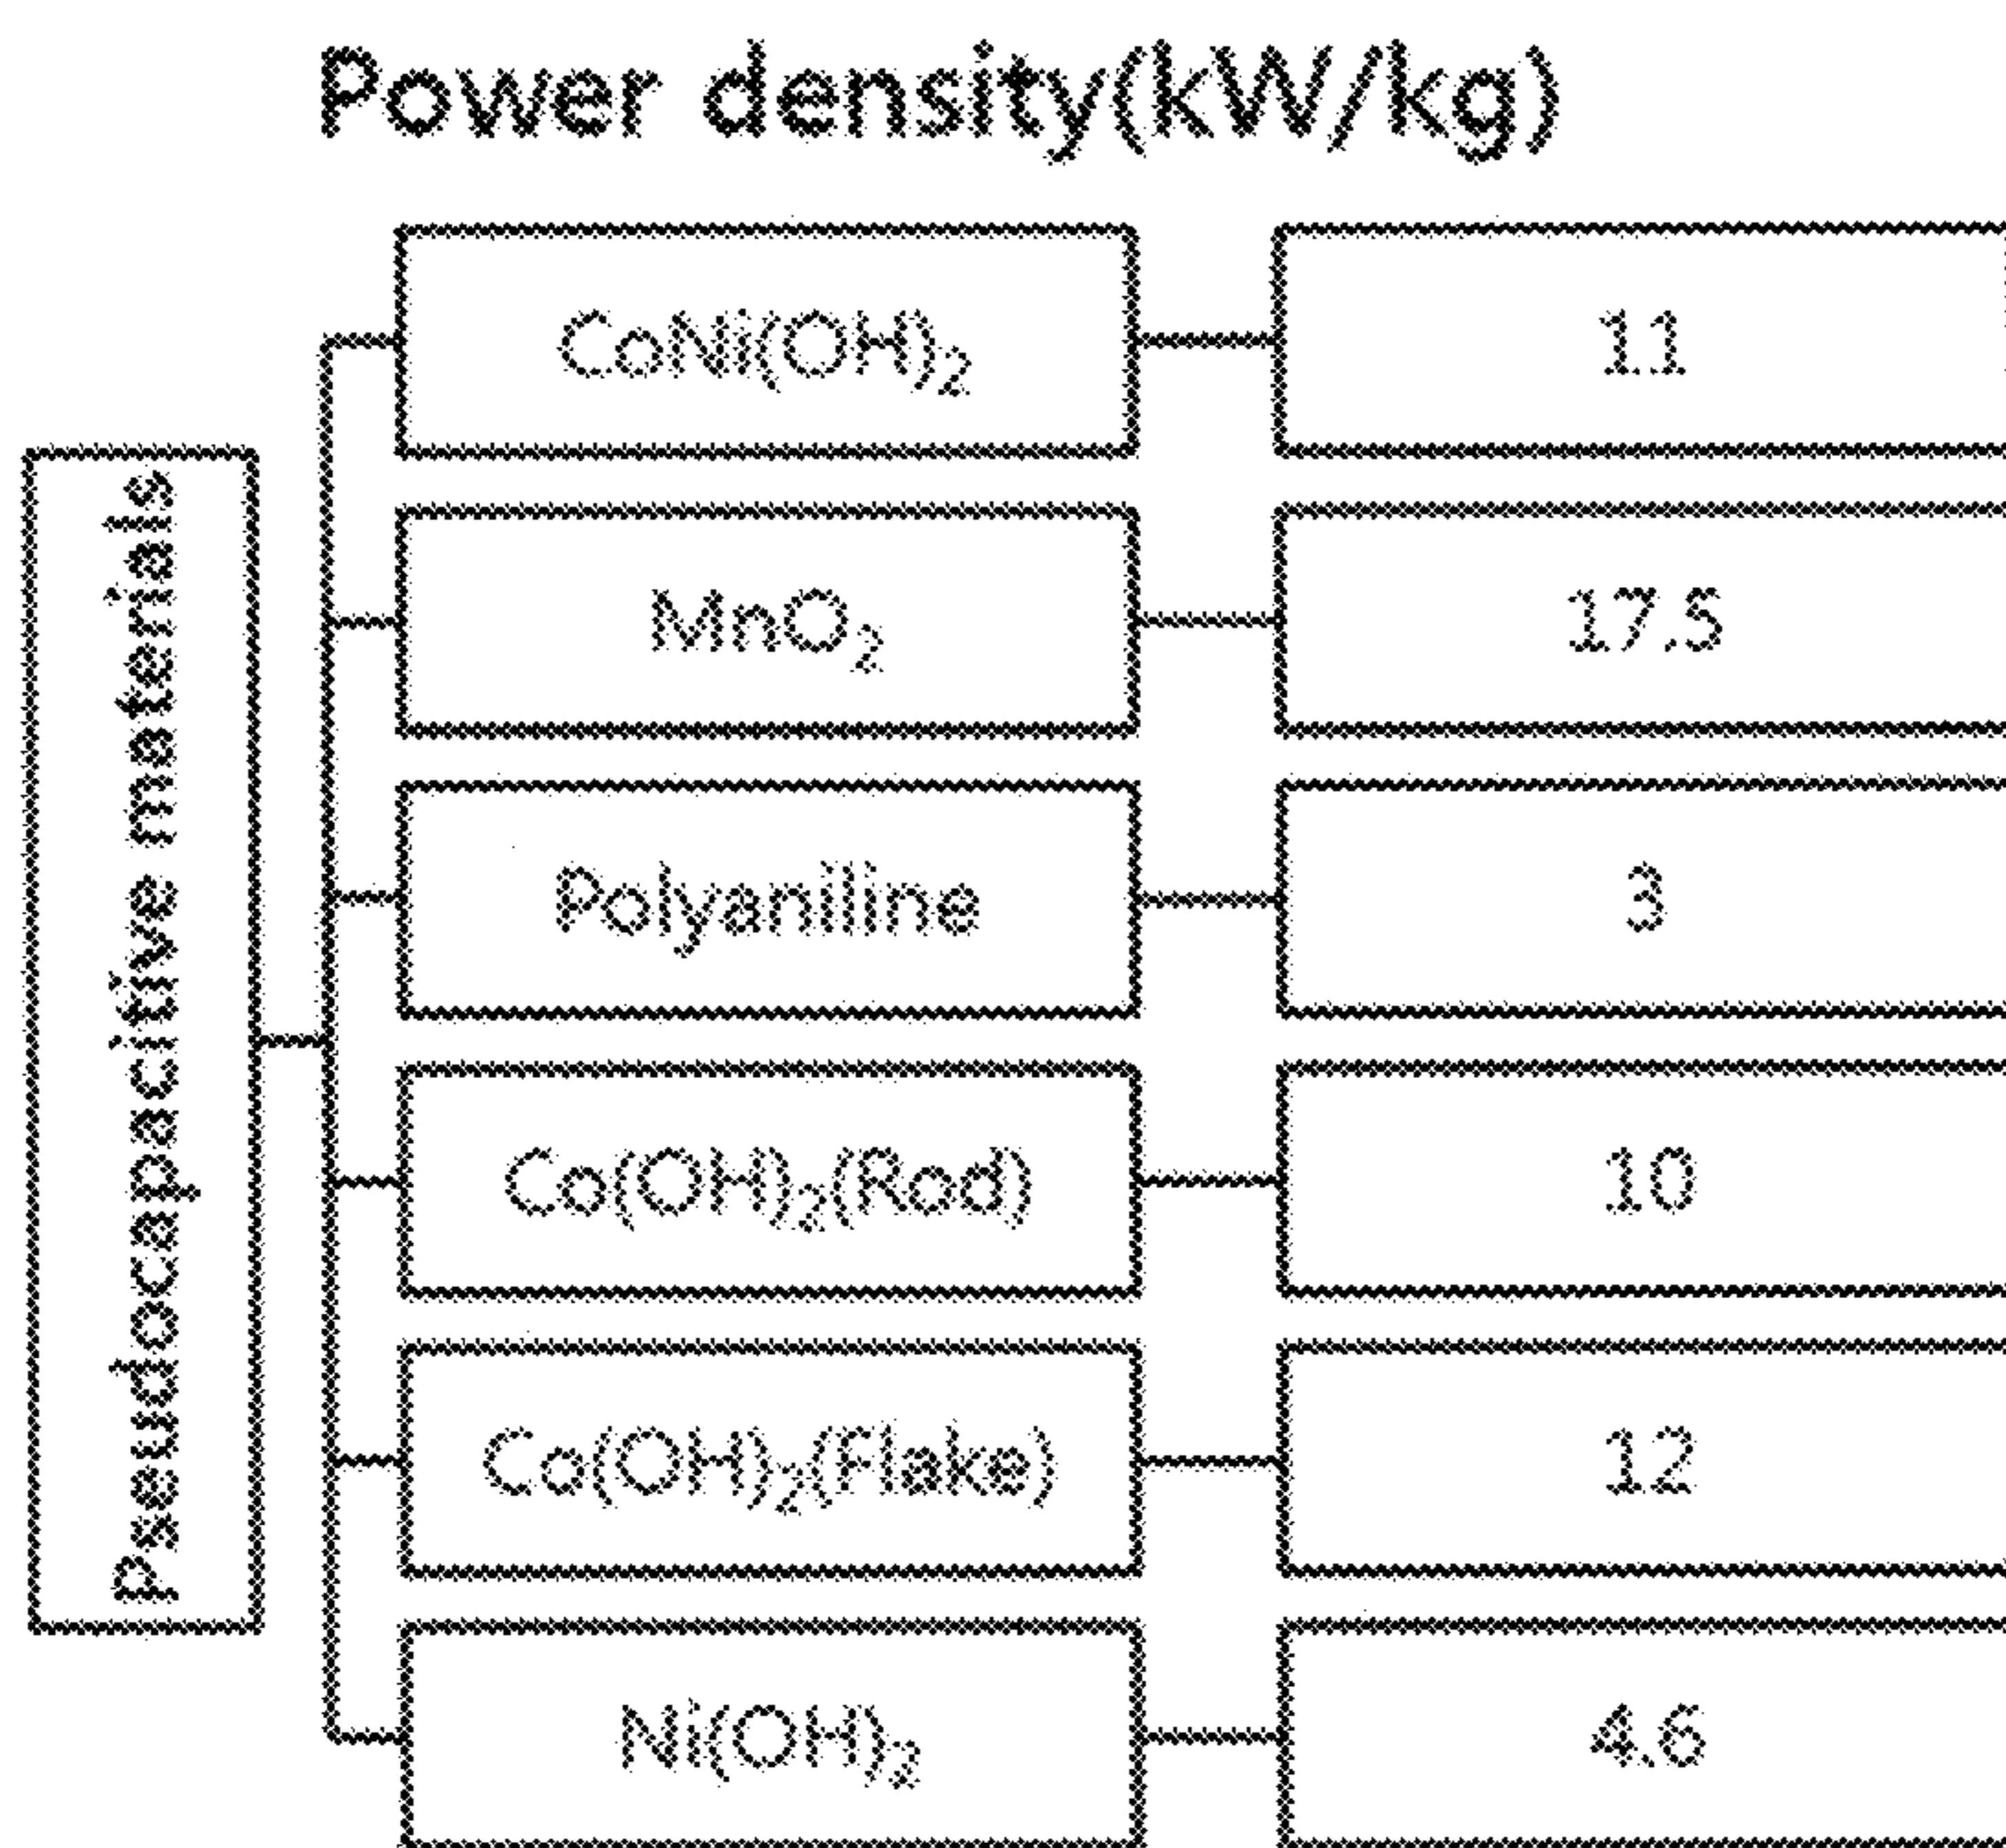 Power density(kW/kg)
Pseudocapacitive materials
CoNi(OH)₂
11
MnO₂
17.5
Polyaniline
3
Co(OH)₂(Rod)
10
Co(OH)₂(Flake)
12
Ni(OH)₂
4.6